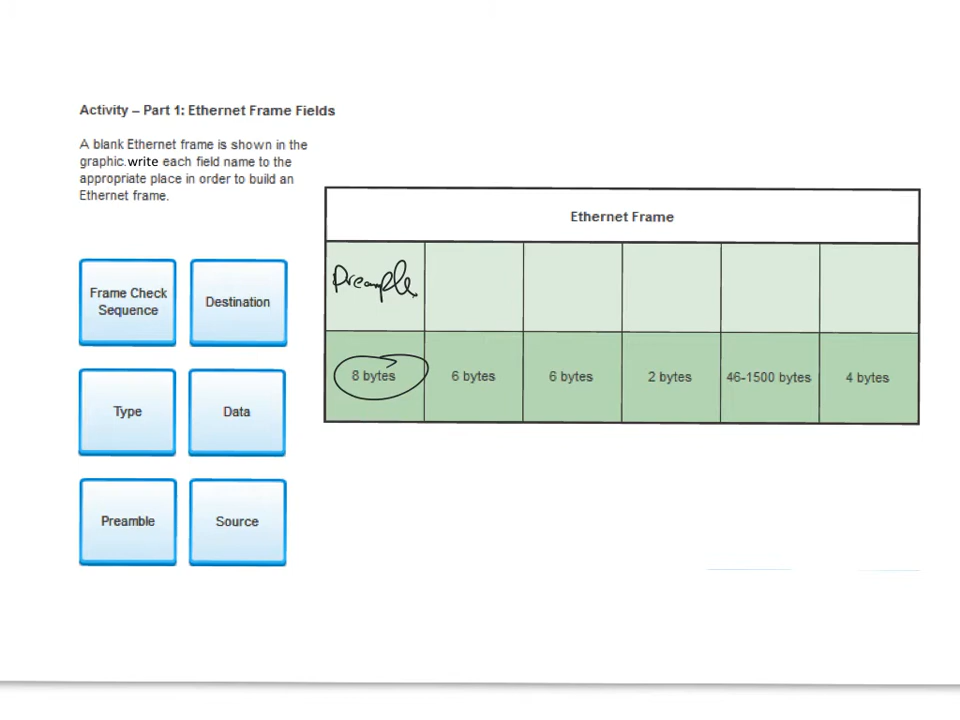 Activity – Part 1: Ethernet Frame Fields
A blank Ethernet frame is shown in the
graphic.write each field name to the
appropriate place in order to build an
Ethernet frame.
Frame Check
Sequence
Destination
Type
Data
Preamble
Source
Ethernet Frame
Preample
8 bytes
6 bytes
6 bytes
2 bytes
46-1500 bytes
4 bytes